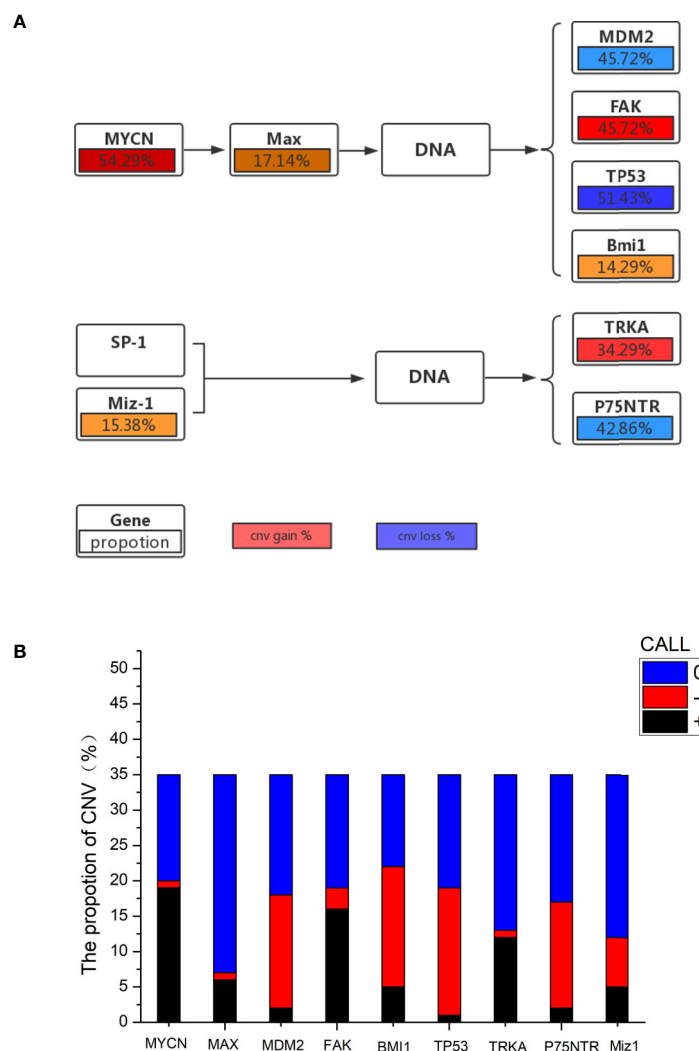 A
MDM2
45.72%
FAK
45.72%
MYCN
54.29%
Max
17.14%
DNA
TP53
51.43%
Bmi1
14.29%
SP-1
Miz-1
15.38%
DNA
TRKA
34.29%
P75NTR
42.86%
Gene
propotion
cnv gain %
cnv loss %
B
CALL
0
-
+
The propotion of CNV（%）
50
45
40
35
30
25
20
15
10
5
0
MYCN MAX MDM2 FAK BMI1 TP53 TRKA P75NTR Miz1